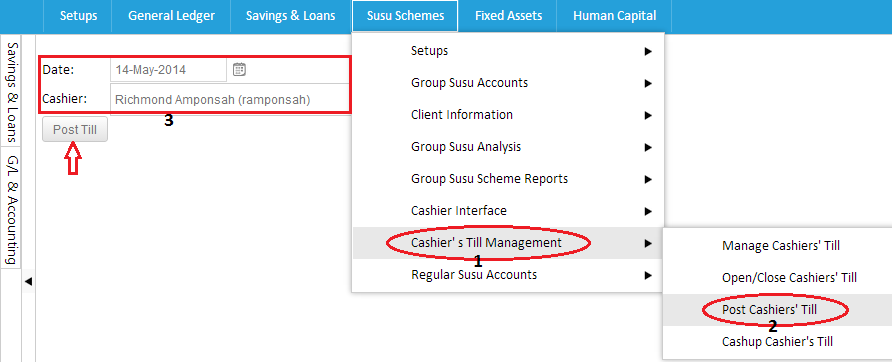 Setups General Ledger Savings & Loans Susu Schemes Fixed Assets Human Capital
Savings & Loans
G/L & Accounting
Date: 14-May-2014
Cashier: Richmond Amponsah (ramponsah)
3
Post Till
Setups
Group Susu Accounts
Client Information
Group Susu Analysis
Group Susu Scheme Reports
Cashier Interface
Cashier' s Till Management
1
Regular Susu Accounts
Manage Cashiers' Till
Open/Close Cashiers' Till
Post Cashiers' Till
2
Cashup Cashier's Till